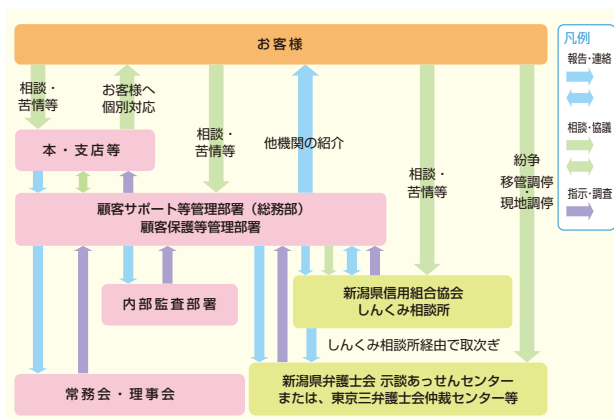 お客様
凡例
報告・連絡
相談・協議
指示・調査
相談・
苦情等
お客様へ
個別対応
相談・
苦情等
他機関の紹介
相談・
苦情等
紛争
移管調停・
現地調停
本・支店等
顧客サポート等管理部署（総務部）
顧客保護等管理部署
内部監査部署
新潟県信用組合協会
しんくみ相談所
しんくみ相談所経由で取次ぎ
常務会・理事会
新潟県弁護士会 示談あっせんセンター
または、東京三弁護士会仲裁センター等